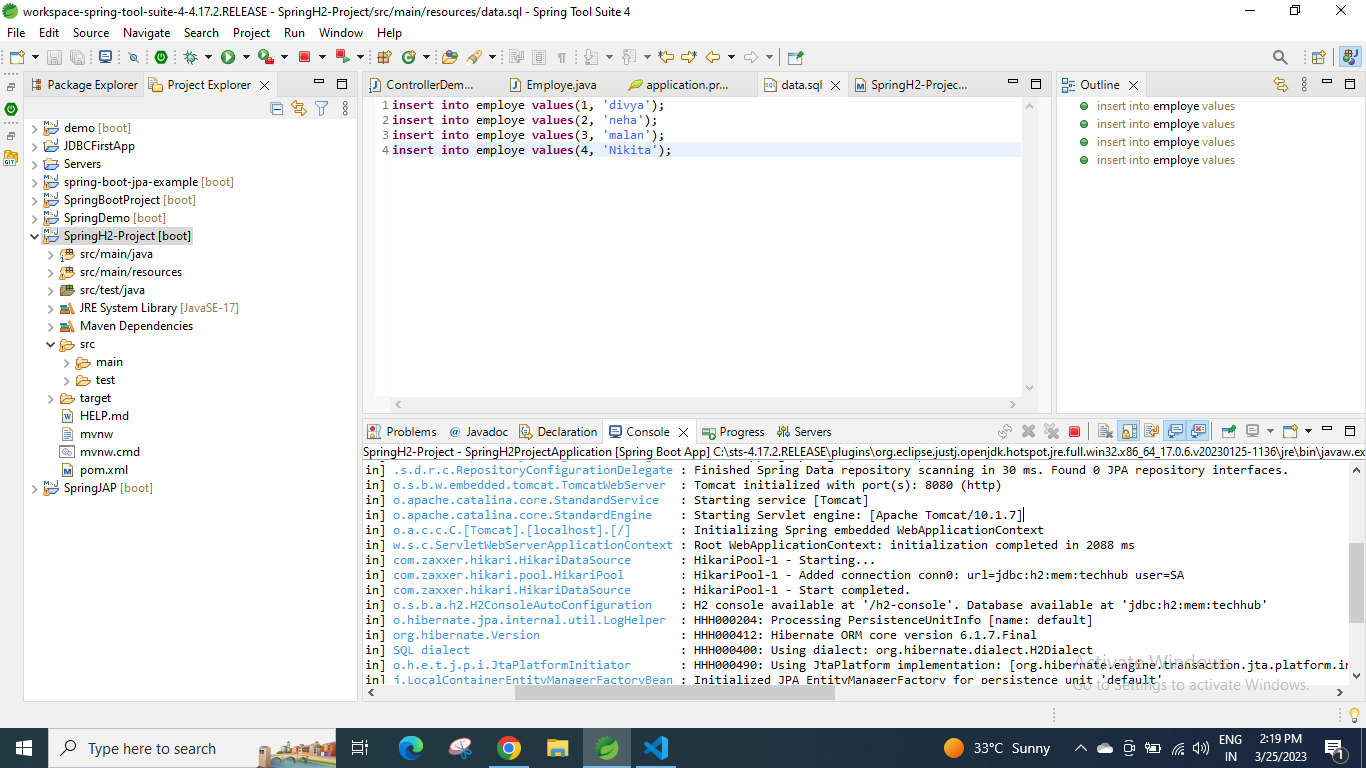 workspace-spring-tool-suite-4-4.17.2.RELEASE - SpringH2-Project/src/main/resources/data.sql - Spring Tool Suite 4
File Edit Source Navigate Search Project Run Window Help
Package Explorer Project Explorer
demo [boot]
JDBCFirstApp
Servers
spring-boot-jpa-example [boot]
SpringBootProject [boot]
SpringDemo [boot]
SpringH2-Project [boot]
src/main/java
src/main/resources
src/test/java
JRE System Library [JavaSE-17]
Maven Dependencies
src
main
test
target
HELP.md
mvnw
mvnw.cmd
pom.xml
SpringJAP [boot]
ControllerDem... Employe.java application.pr... data.sql SpringH2-Projec...
1 insert into employe values(1, 'divya');
2 insert into employe values(2, 'neha');
3 insert into employe values(3, 'malan');
4 insert into employe values(4, 'Nikita');
Outline
insert into employe values
insert into employe values
insert into employe values
insert into employe values
Problems @ Javadoc Declaration Console Progress Servers
SpringH2-Project - SpringH2ProjectApplication [Spring Boot App] C:\sts-4.17.2.RELEASE\plugins\org.eclipse.justj.openjdk.hotspot.jre.full.win32.x86_64_17.0.6.v20230125-1136\jre\bin\javaw.ex
in] .s.d.r.c.RepositoryConfigurationDelegate : Finished Spring Data repository scanning in 30 ms. Found 0 JPA repository interfaces.
in] o.s.b.w.embedded.tomcat.TomcatWebServer : Tomcat initialized with port(s): 8080 (http)
in] o.apache.catalina.core.StandardService : Starting service [Tomcat]
in] o.apache.catalina.core.StandardEngine : Starting Servlet engine: [Apache Tomcat/10.1.7]
in] o.a.c.c.C.[Tomcat].[localhost].[/] : Initializing Spring embedded WebApplicationContext
in] w.s.c.ServletWebServerApplicationContext : Root WebApplicationContext: initialization completed in 2088 ms
in] com.zaxxer.hikari.HikariDataSource : HikariPool-1 - Starting...
in] com.zaxxer.hikari.pool.HikariPool : HikariPool-1 - Added connection conn0: url=jdbc:h2:mem:techhub user=SA
in] com.zaxxer.hikari.HikariDataSource : HikariPool-1 - Start completed.
in] o.s.b.a.h2.H2ConsoleAutoConfiguration : H2 console available at '/h2-console'. Database available at 'jdbc:h2:mem:techhub'
in] o.hibernate.jpa.internal.util.LogHelper : HHH000204: Processing PersistenceUnitInfo [name: default]
in] org.hibernate.Version : HHH000412: Hibernate ORM core version 6.1.7.Final
in] SQL dialect : HHH000400: Using dialect: org.hibernate.dialect.H2Dialect
in] o.h.e.t.j.p.i.JtaPlatformInitiator : HHH000490: Using JtaPlatform implementation: [org.hibernate.engine.transaction.jta.platform.in
in] j.LocalContainerEntityManagerFactoryBean : Initialized JPA EntityManagerFactory for persistence unit 'default'
Activate Windows
Go to Settings to activate Windows.
Type here to search
33°C Sunny
ENG
IN
2:19 PM
3/25/2023
1